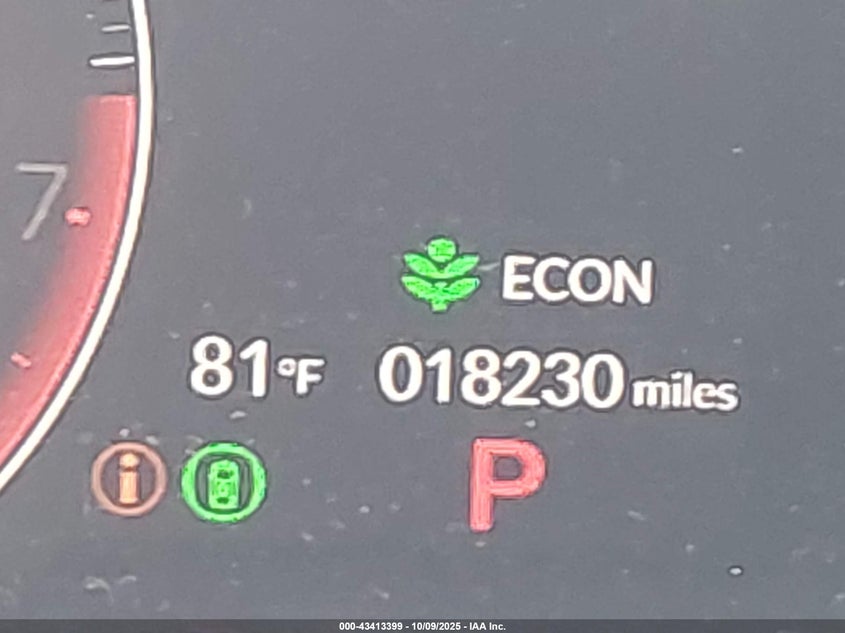 7
ECON
81°F 018230 miles
i P
000-43413399 - 10/09/2025 - IAA Inc.